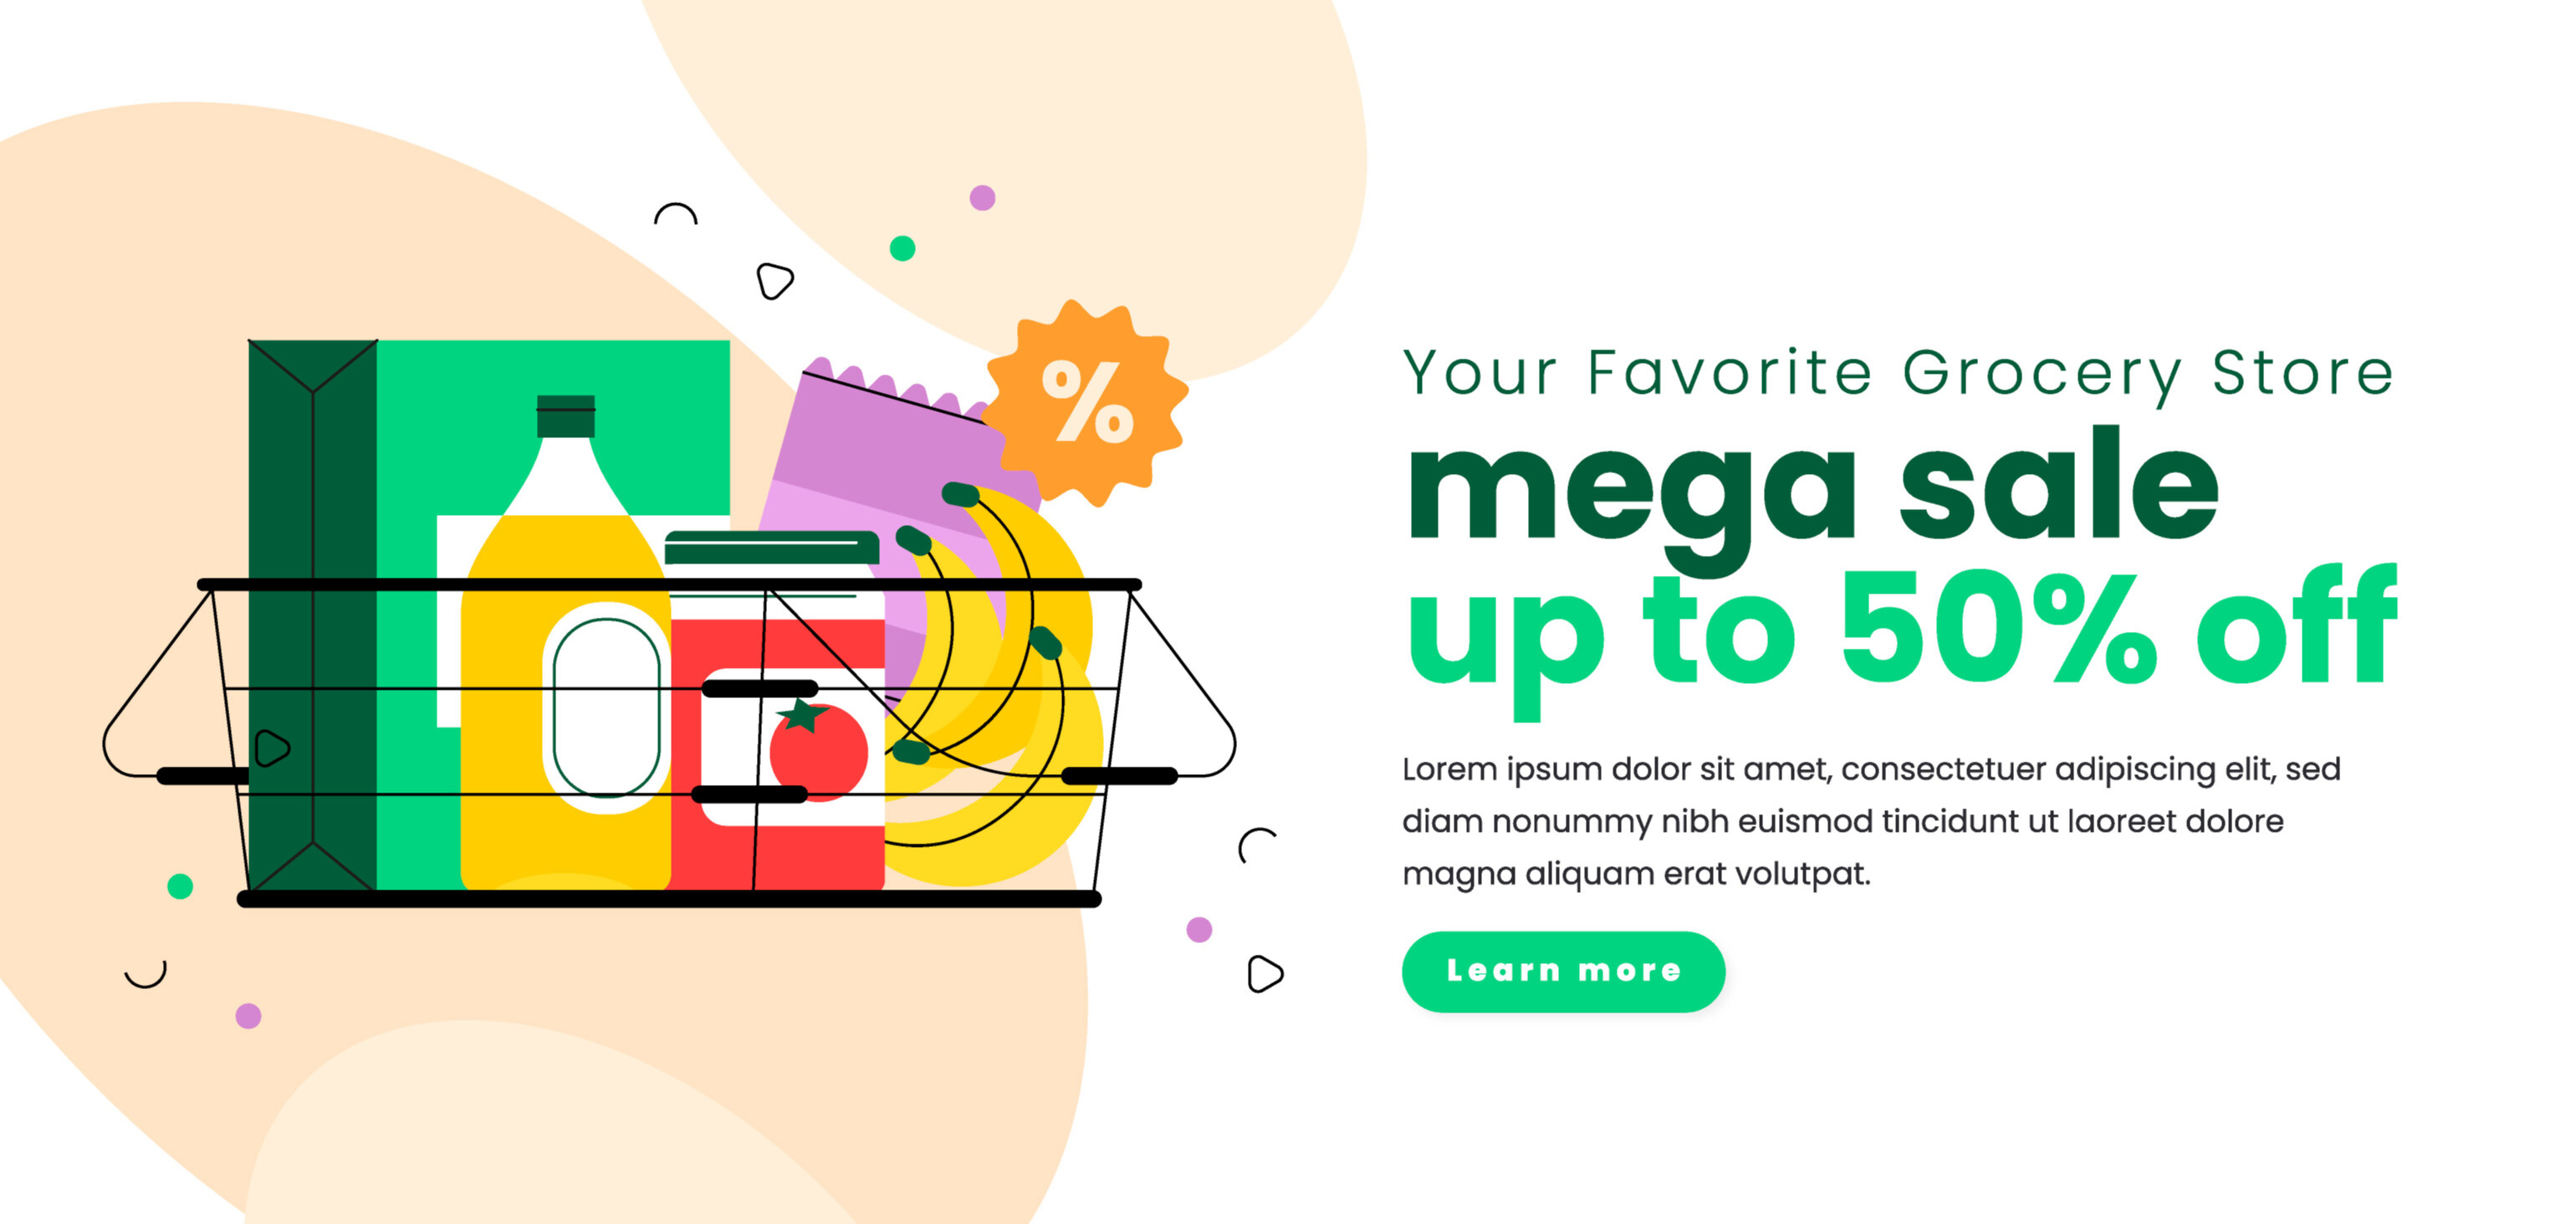 %
Your Favorite Grocery Store
mega sale
up to 50% off
Lorem ipsum dolor sit amet, consectetuer adipiscing elit, sed
diam nonummy nibh euismod tincidunt ut laoreet dolore
magna aliquam erat volutpat.
Learn more